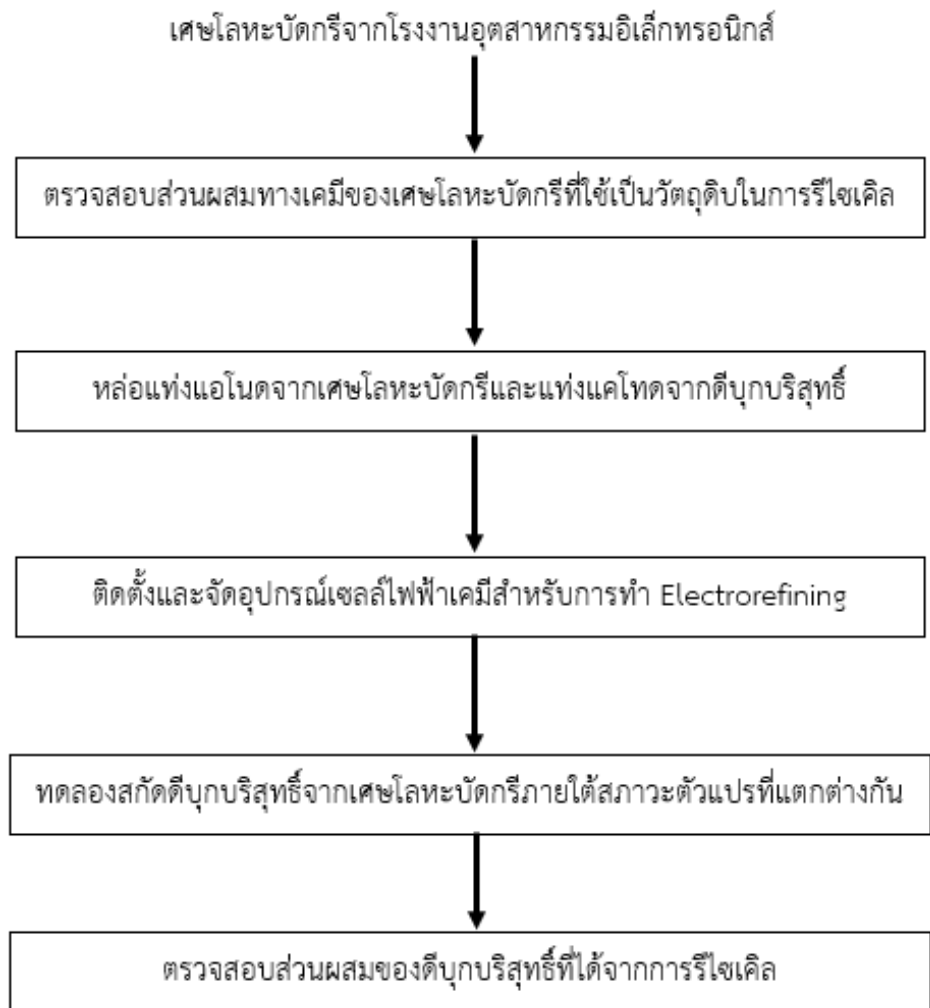 เศษโลหะบัดกรีจากโรงงานอุตสาหกรรมอิเล็กทรอนิกส์
ตรวจสอบส่วนผสมทางเคมีของเศษโลหะบัดกรีที่ใช้เป็นวัตถุดิบในการรีไซเคิล
หล่อแท่งแอโนดจากเศษโลหะบัดกรีและแท่งแคโทดจากดีบุกบริสุทธิ์
ติดตั้งและจัดอุปกรณ์เซลล์ไฟฟ้าเคมีสำหรับการทำ Electrorefining
ทดลองสกัดดีบุกบริสุทธิ์จากเศษโลหะบัดกรีภายใต้สภาวะตัวแปรที่แตกต่างกัน
ตรวจสอบส่วนผสมของดีบุกบริสุทธิ์ที่ได้จากการรีไซเคิล